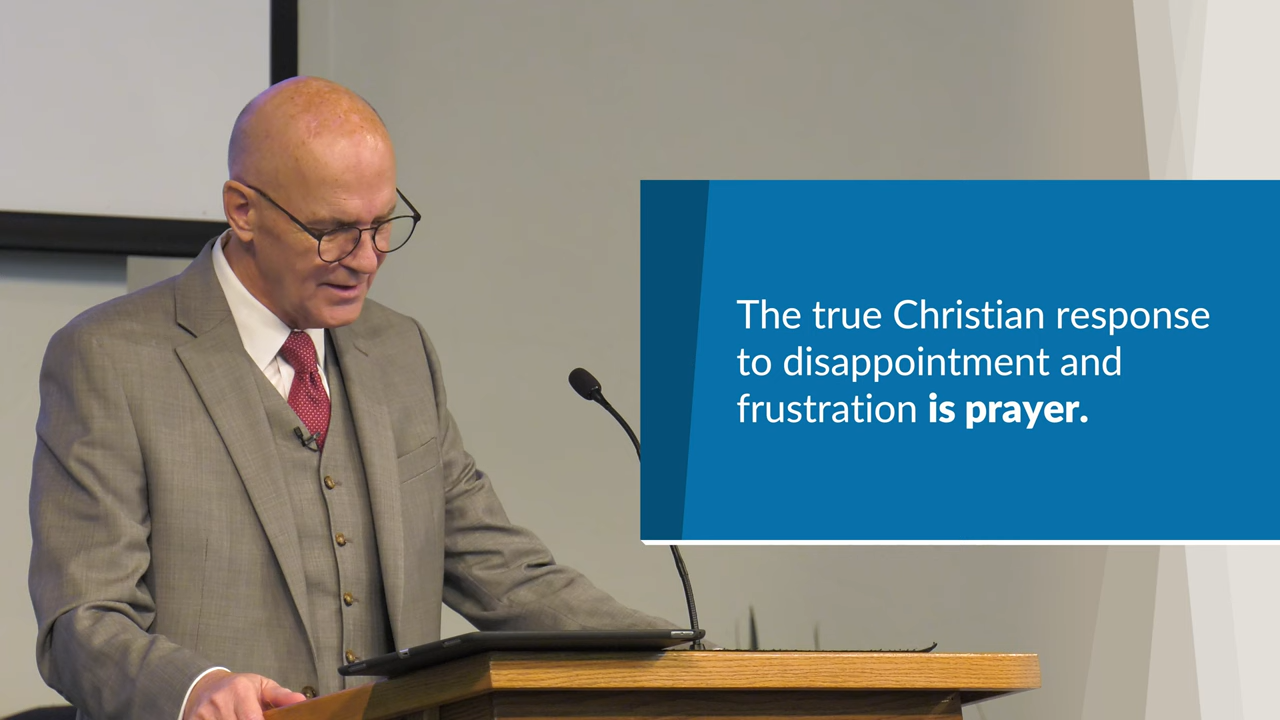 The true Christian response
to disappointment and
frustration is prayer.